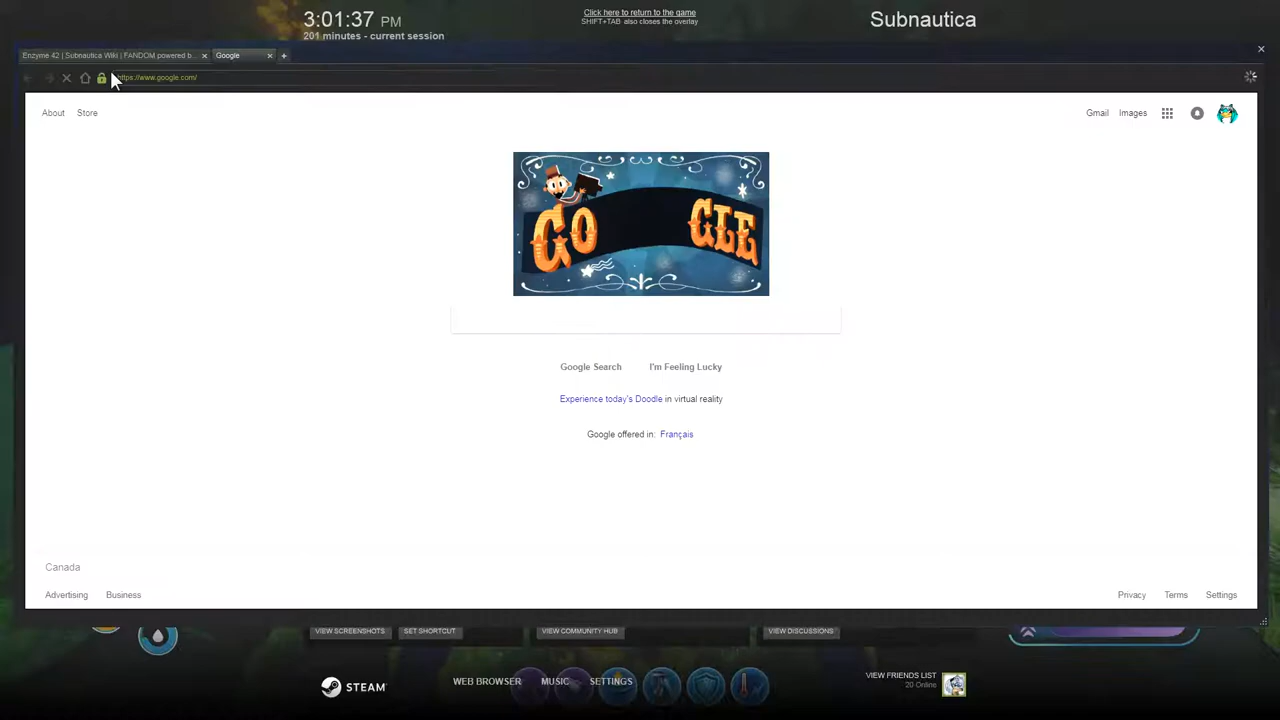 3:01:37 PM
201 minutes - current session
Click here to return to the game
SHIFT+TAB also closes the overlay
Subnautica
Enzyme 42 | Subnautica Wiki | FANDOM powered b...
Google
https://www.google.com/
About Store
Gmail Images
GO GLE
Google Search I'm Feeling Lucky
Experience today's Doodle in virtual reality
Google offered in: Français
Canada
Advertising Business
Privacy Terms Settings
VIEW SCREENSHOTS SET SHORTCUT VIEW COMMUNITY HUB VIEW DISCUSSIONS
STEAM
WEB BROWSER MUSIC SETTINGS
VIEW FRIENDS LIST
20 Online